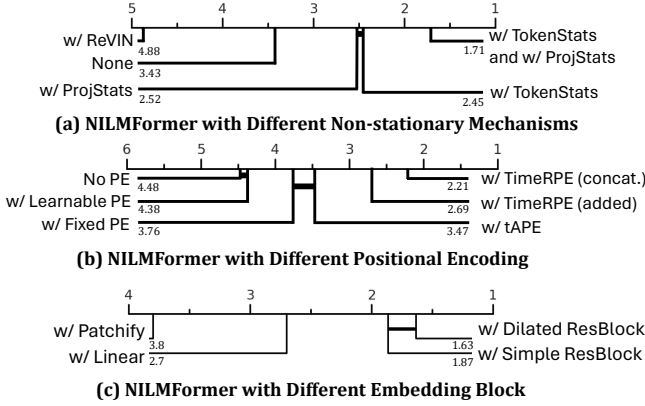 5 4 3 2 1
w/ ReVIN 4.88
None 3.43
w/ ProjStats 2.52
1.71 w/ TokenStats
and w/ ProjStats
2.45 w/ TokenStats
(a) NILMFormer with Different Non-stationary Mechanisms
6 5 4 3 2 1
No PE 4.48
w/ Learnable PE 4.38
w/ Fixed PE 3.76
2.21 w/ TimeRPE (concat.)
2.69 w/ TimeRPE (added)
3.47 w/ tAPE
(b) NILMFormer with Different Positional Encoding
4 3 2 1
w/ Patchify 3.8
w/ Linear 2.7
1.63 w/ Dilated ResBlock
1.87 w/ Simple ResBlock
(c) NILMFormer with Different Embedding Block